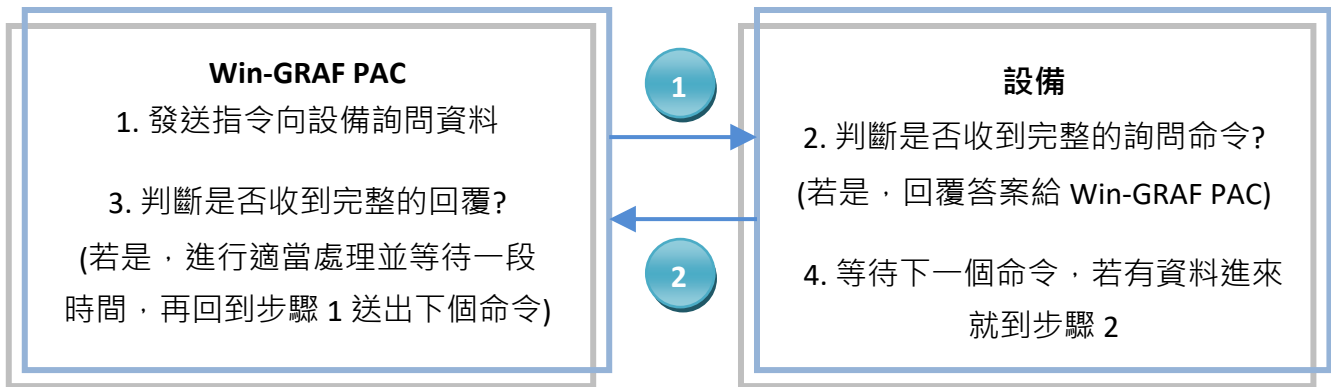 Win-GRAF PAC
1. 發送指令向設備詢問資料
3. 判斷是否收到完整的回覆?
(若是，進行適當處理並等待一段
時間，再回到步驟 1 送出下個命令)
1
2
設備
2. 判斷是否收到完整的詢問命令?
(若是，回覆答案給 Win-GRAF PAC)
4. 等待下一個命令，若有資料進來
就到步驟 2